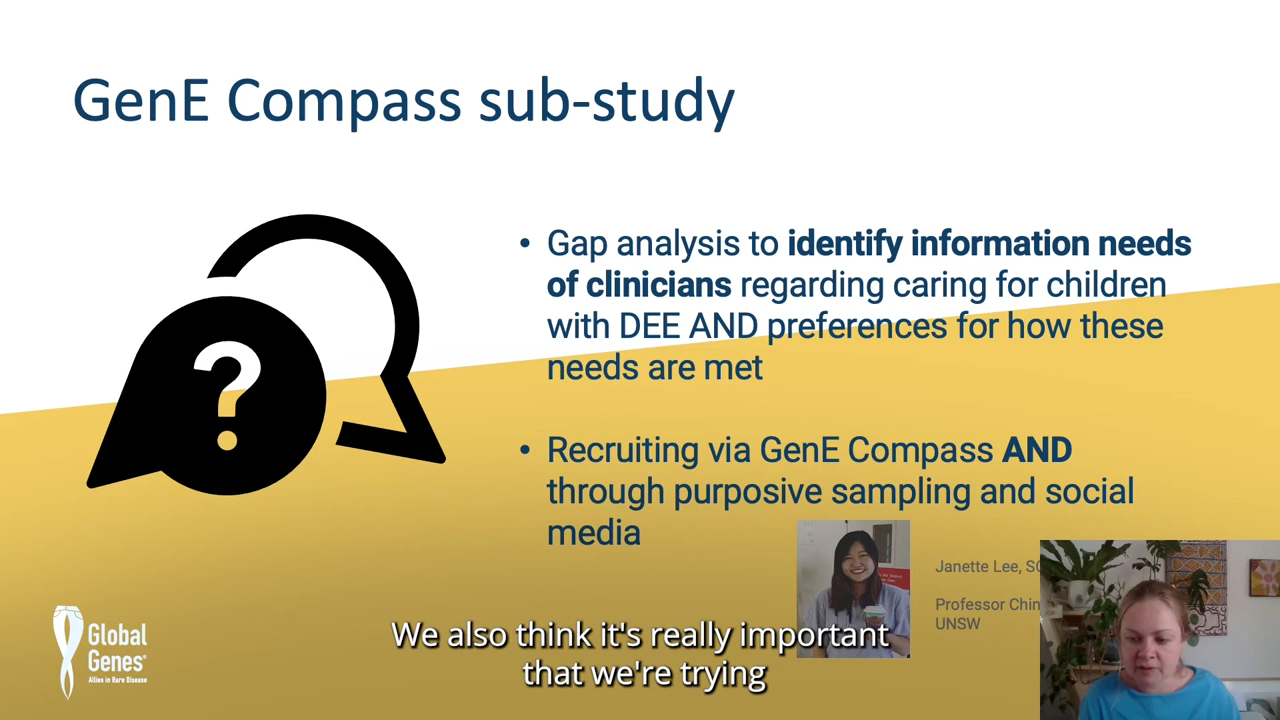 GenE Compass sub-study
• Gap analysis to identify information needs
of clinicians regarding caring for children
with DEE AND preferences for how these
needs are met
• Recruiting via GenE Compass AND
through purposive sampling and social
media
?
Janette Lee,
Professor
UNSW
We also think it's really important
that we're trying
Global
Genes®
Allies in Rare Disease